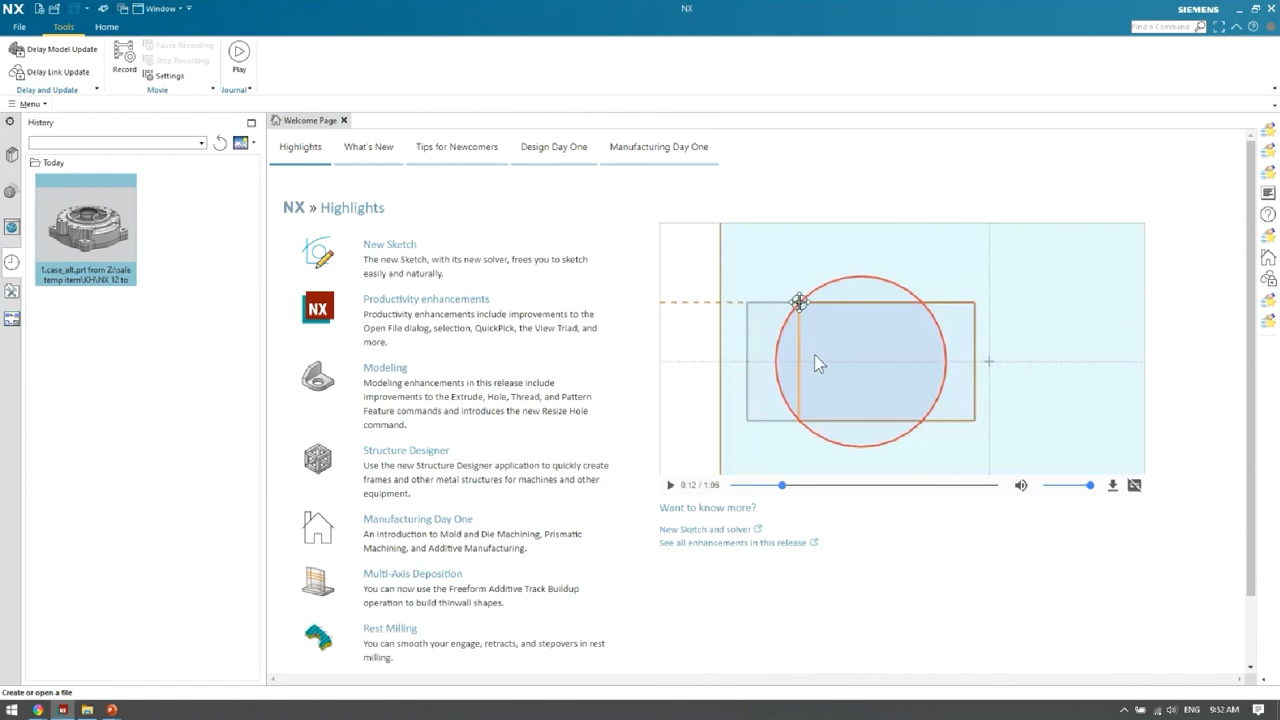 NX
Window
NX
SIEMENS
File
Tools
Home
Find a Command
Delay Model Update
Delay Link Update
Delay and Update
Record
Pause Recording
Stop Recording
Settings
Movie
Play
Journal
Menu
History
Welcome Page
Today
1.case_alt.prt from Z:\sale
temp item\KH\NX 12 to
Highlights
What's New
Tips for Newcomers
Design Day One
Manufacturing Day One
NX » Highlights
New Sketch
The new Sketch, with its new solver, frees you to sketch
easily and naturally.
NX
Productivity enhancements
Productivity enhancements include improvements to the
Open File dialog, selection, QuickPick, the View Triad, and
more.
Modeling
Modeling enhancements in this release include
improvements to the Extrude, Hole, Thread, and Pattern
Feature commands and introduces the new Resize Hole
command.
Structure Designer
Use the new Structure Designer application to quickly create
frames and other metal structures for machines and other
equipment.
Manufacturing Day One
An introduction to Mold and Die Machining, Prismatic
Machining, and Additive Manufacturing.
Multi-Axis Deposition
You can now use the Freeform Additive Track Buildup
operation to build thinwall shapes.
Rest Milling
You can smooth your engage, retracts, and stepovers in rest
milling.
0:12 / 1:06
Want to know more?
New Sketch and solver
See all enhancements in this release
Create or open a file
ENG
9:52 AM